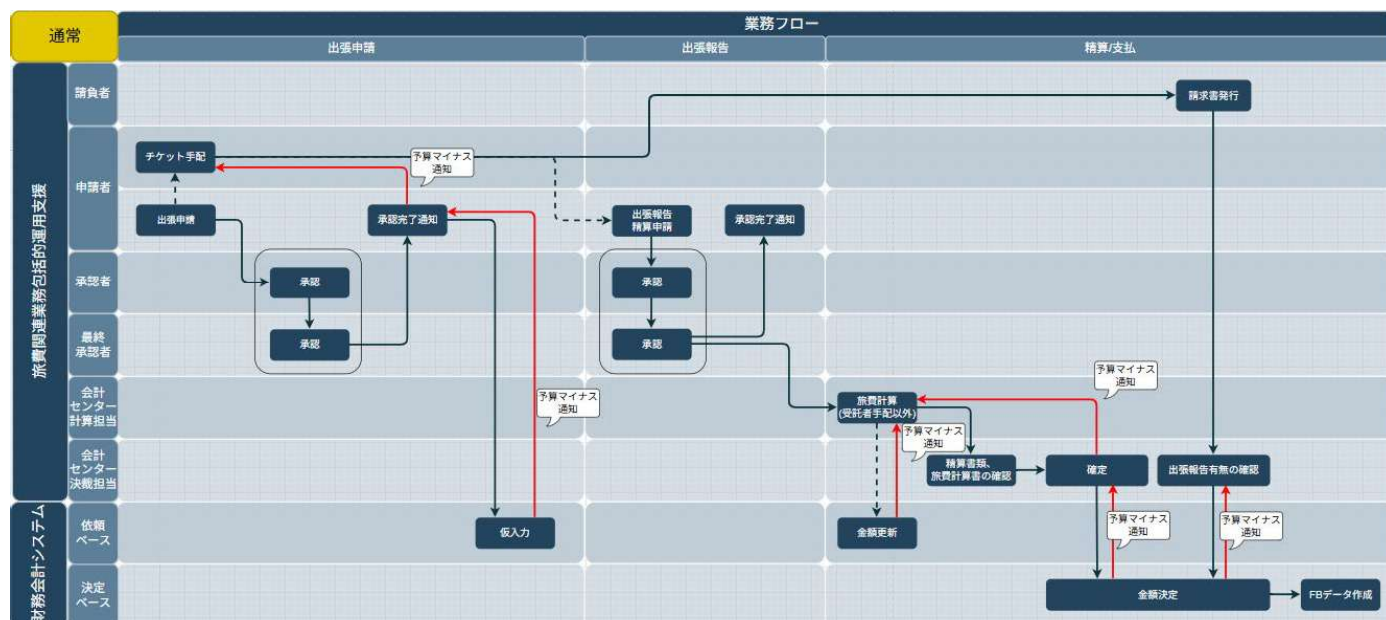 通常
業務フロー
出張申請
出張報告
精算/支払
旅費関連業務包括的運用支援
請負者
請求書発行
申請者
チケット手配
予算マイナス
通知
出張申請
承認完了通知
出張報告
精算申請
承認完了通知
承認者
承認
承認
最終
承認者
承認
承認
予算マイナス
通知
会計
センター
計算担当
予算マイナス
通知
旅費計算
(受託者手配以外)
予算マイナス
通知
会計
センター
決裁担当
精算書類、
旅費計算書の確認
確定
出張報告有無の確認
財務会計システム
依頼
ベース
仮入力
金額更新
予算マイナス
通知
予算マイナス
通知
決定
ベース
金額決定
FBデータ作成